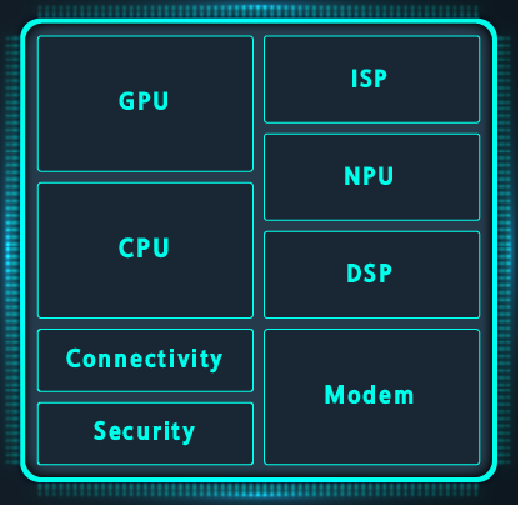 GPU
CPU
Connectivity
Security
ISP
NPU
DSP
Modem